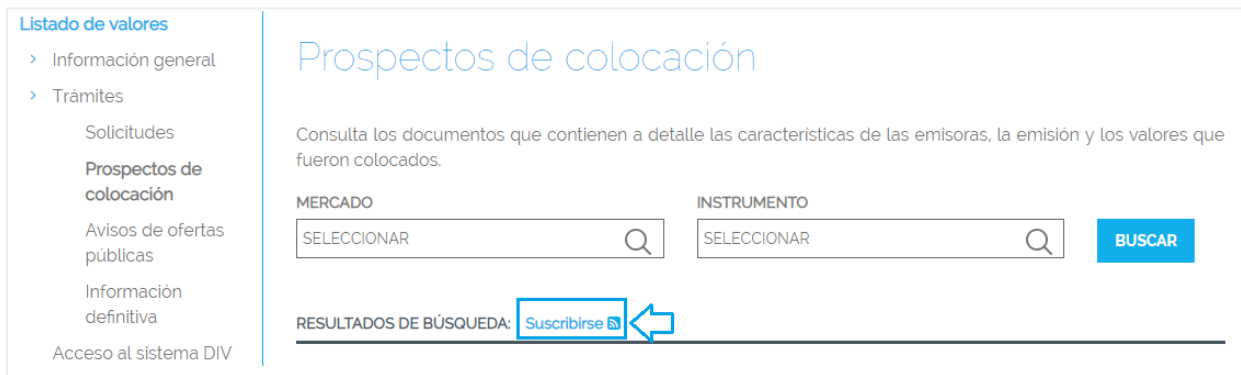 Listado de valores
Información general
Trámites
Solicitudes
Prospectos de
colocación
Avisos de ofertas
públicas
Información
definitiva
Acceso al sistema DIV
Prospectos de colocación
Consulta los documentos que contienen a detalle las características de las emisoras, la emisión y los valores que
fueron colocados.
MERCADO
SELECCIONAR
INSTRUMENTO
SELECCIONAR
BUSCAR
RESULTADOS DE BÚSQUEDA: Suscribirse